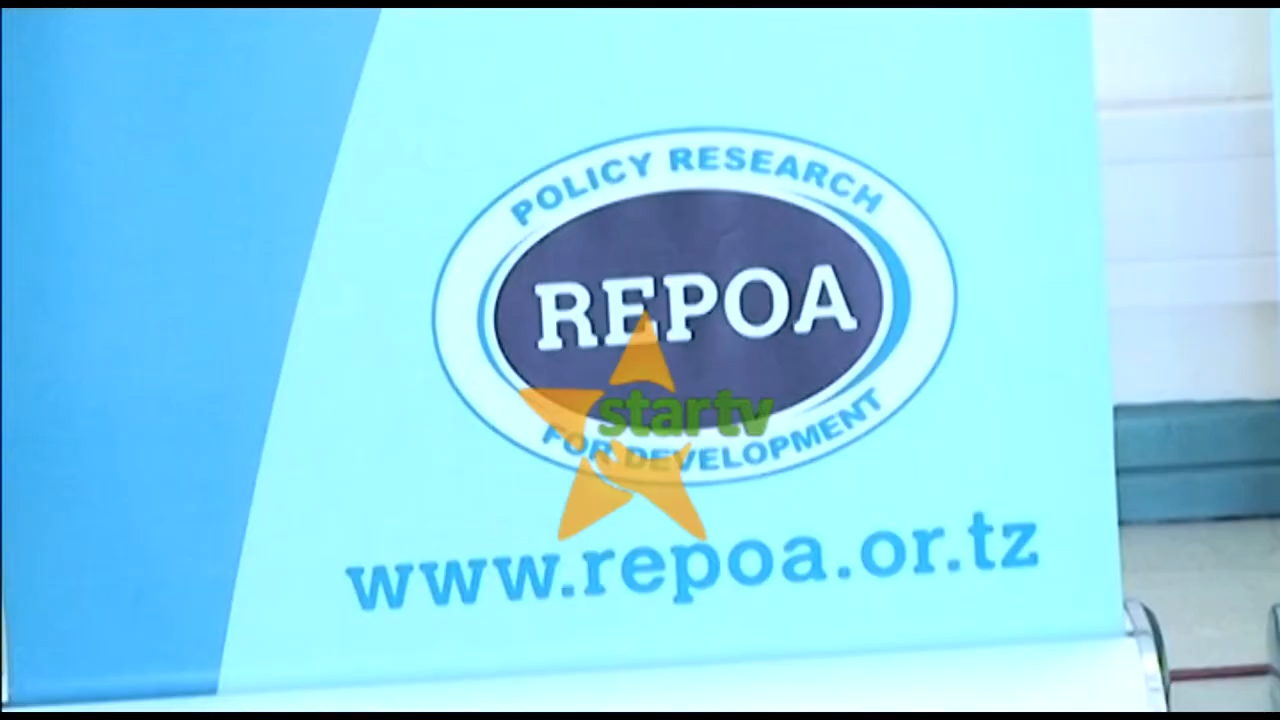 POLICY RESEARCH
REPOA
startv
FOR DEVELOPMENT
www.repoa.or.tz